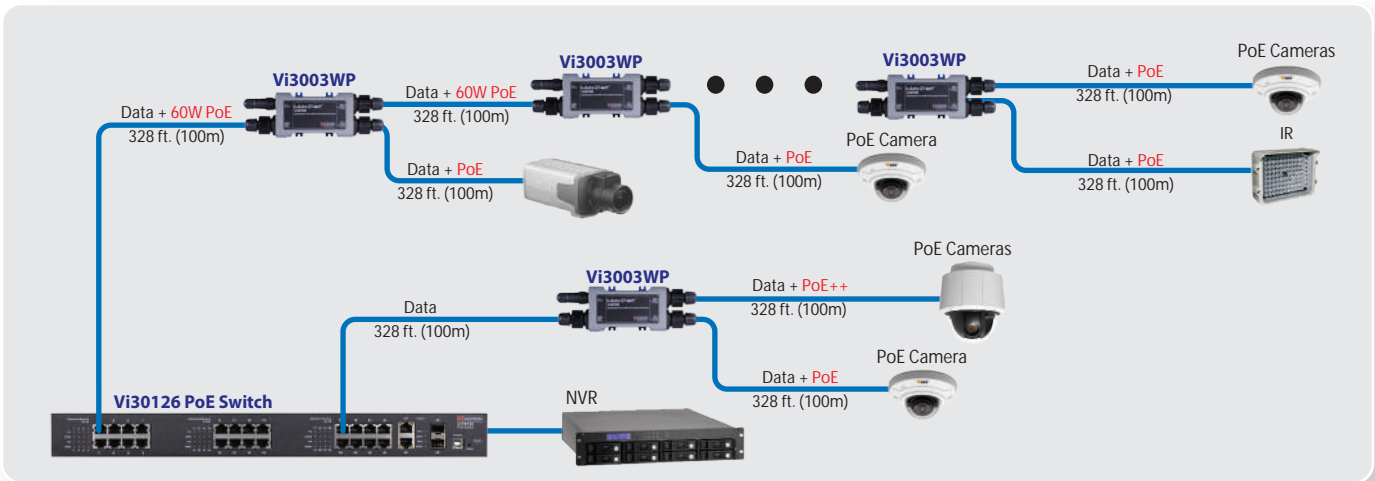 PoE Cameras
Vi3003WP
Vi3003WP
Vi3003WP
Data + PoE
328 ft. (100m)
Data + 60W PoE
328 ft. (100m)
Data + 60W PoE
328 ft. (100m)
IR
PoE Camera
Data + PoE
328 ft. (100m)
Data + PoE
328 ft. (100m)
Data + PoE
328 ft. (100m)
PoE Cameras
Vi3003WP
Data + PoE++
328 ft. (100m)
Data
328 ft. (100m)
PoE Camera
Data + PoE
328 ft. (100m)
Vi30126 PoE Switch
NVR